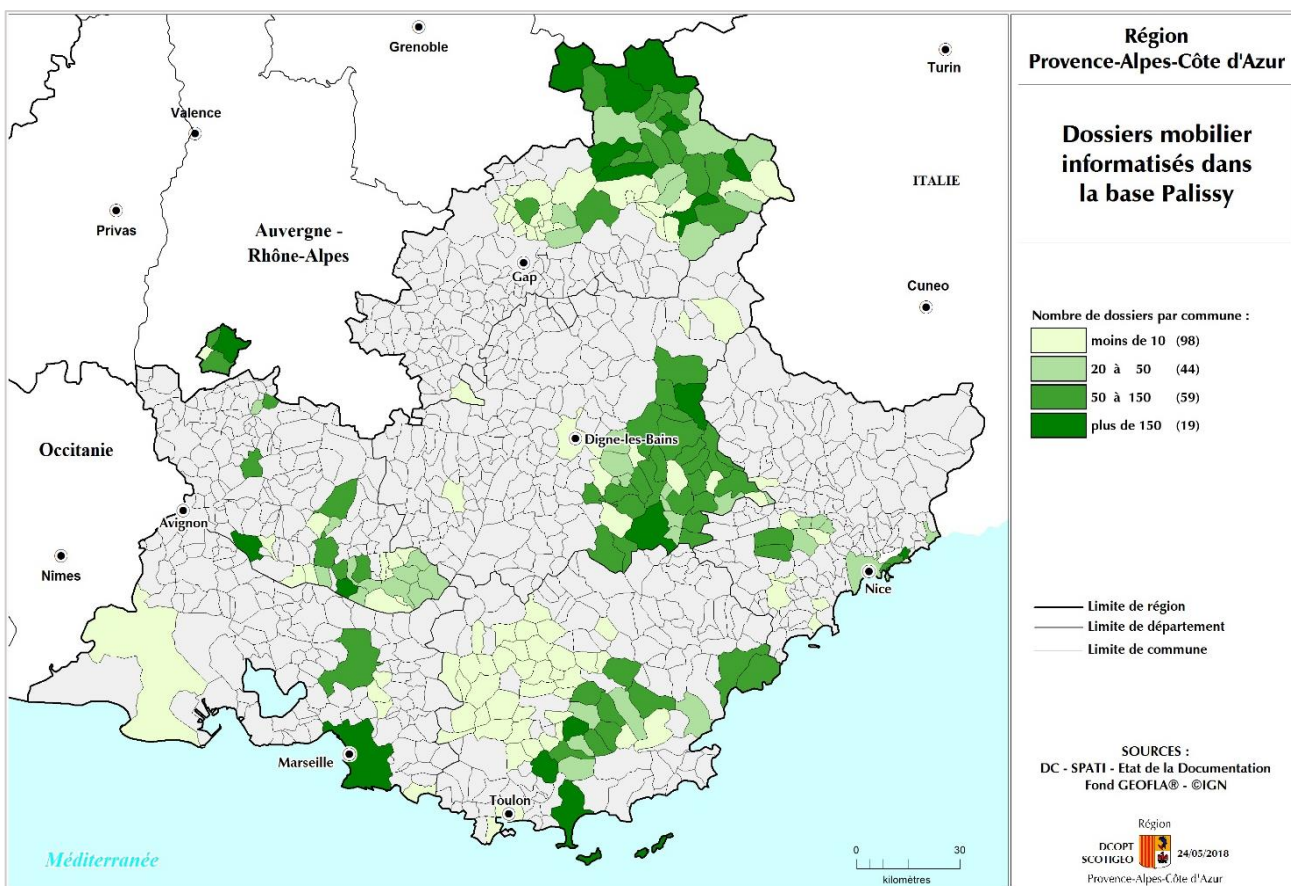 Grenoble
Turin
Valence
ITALIE
Privas
Auvergne -
Rhône-Alpes
Gap
Cuneo
Digne-les-Bains
Occitanie
Avignon
Nîmes
Nice
Marseille
Toulon
Méditerranée
0 30
kilomètres
Région
Provence-Alpes-Côte d'Azur
Dossiers mobilier
informatisés dans
la base Palissy
Nombre de dossiers par commune :
moins de 10 (98)
20 à 50 (44)
50 à 150 (59)
plus de 150 (19)
Limite de région
Limite de département
Limite de commune
SOURCES :
DC - SPATI - Etat de la Documentation
Fond GEOFLA® - ©IGN
Région
DCOPT
SCOTIGEO
24/05/2018
Provence-Alpes-Côte d'Azur